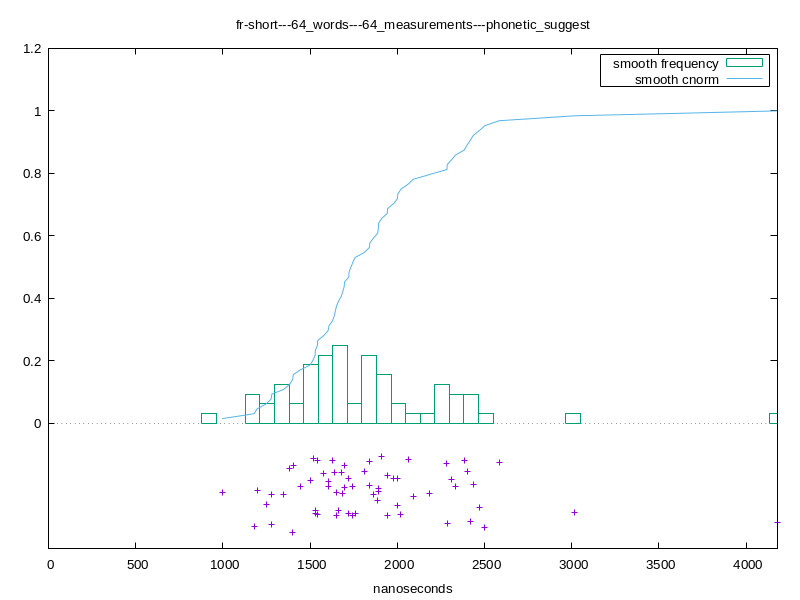 fr-short---64_words---64_measurements---phonetic_suggest
1.2
smooth frequency
smooth cnorm
1
0.8
0.6
0.4
0.2
0
0 500 1000 1500 2000 2500 3000 3500 4000
nanoseconds